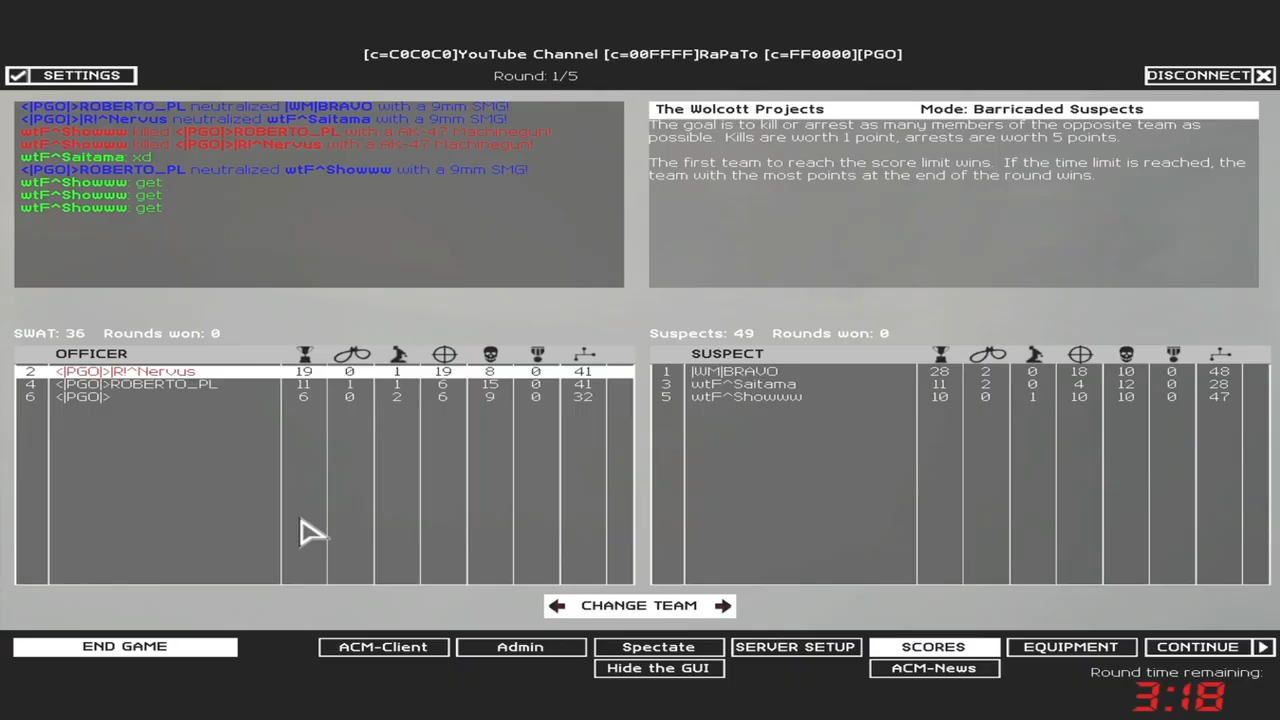 [c=C0C0C0]YouTube Channel [c=00FFFF]RaPaTo [c=FF0000][PGO]
SETTINGS
Round: 1/5
DISCONNECT
<|PGO|>ROBERTO_PL neutralized |WM|BRAVO with a 9mm SMG!
<|PGO|>|R!^Nervus neutralized wtF^Saitama with a 9mm SMG!
wtF^Showww killed <|PGO|>ROBERTO_PL with a AK-47 Machinegun!
wtF^Showww killed <|PGO|>|R!^Nervus with a AK-47 Machinegun!
wtF^Saitama: xd
<|PGO|>ROBERTO_PL neutralized wtF^Showww with a 9mm SMG!
wtF^Showww: get
wtF^Showww: get
wtF^Showww: get
The Wolcott Projects Mode: Barricaded Suspects
The goal is to kill or arrest as many members of the opposite team as
possible. Kills are worth 1 point, arrests are worth 5 points.
The first team to reach the score limit wins. If the time limit is reached, the
team with the most points at the end of the round wins.
SWAT: 36 Rounds won: 0
OFFICER
2 <|PGO|>|R!^Nervus 19 0 1 19 8 0 41
4 <|PGO|>ROBERTO_PL 11 1 1 6 15 0 41
6 <|PGO|> 6 0 2 6 9 0 32
Suspects: 49 Rounds won: 0
SUSPECT
1 |WM|BRAVO 28 2 0 18 10 0 48
3 wtF^Saitama 11 2 0 4 12 0 28
5 wtF^Showww 10 0 1 10 10 0 47
CHANGE TEAM
END GAME
ACM-Client
Admin
Spectate
SERVER SETUP
SCORES
EQUIPMENT
CONTINUE
Hide the GUI
ACM-News
Round time remaining:
3:18